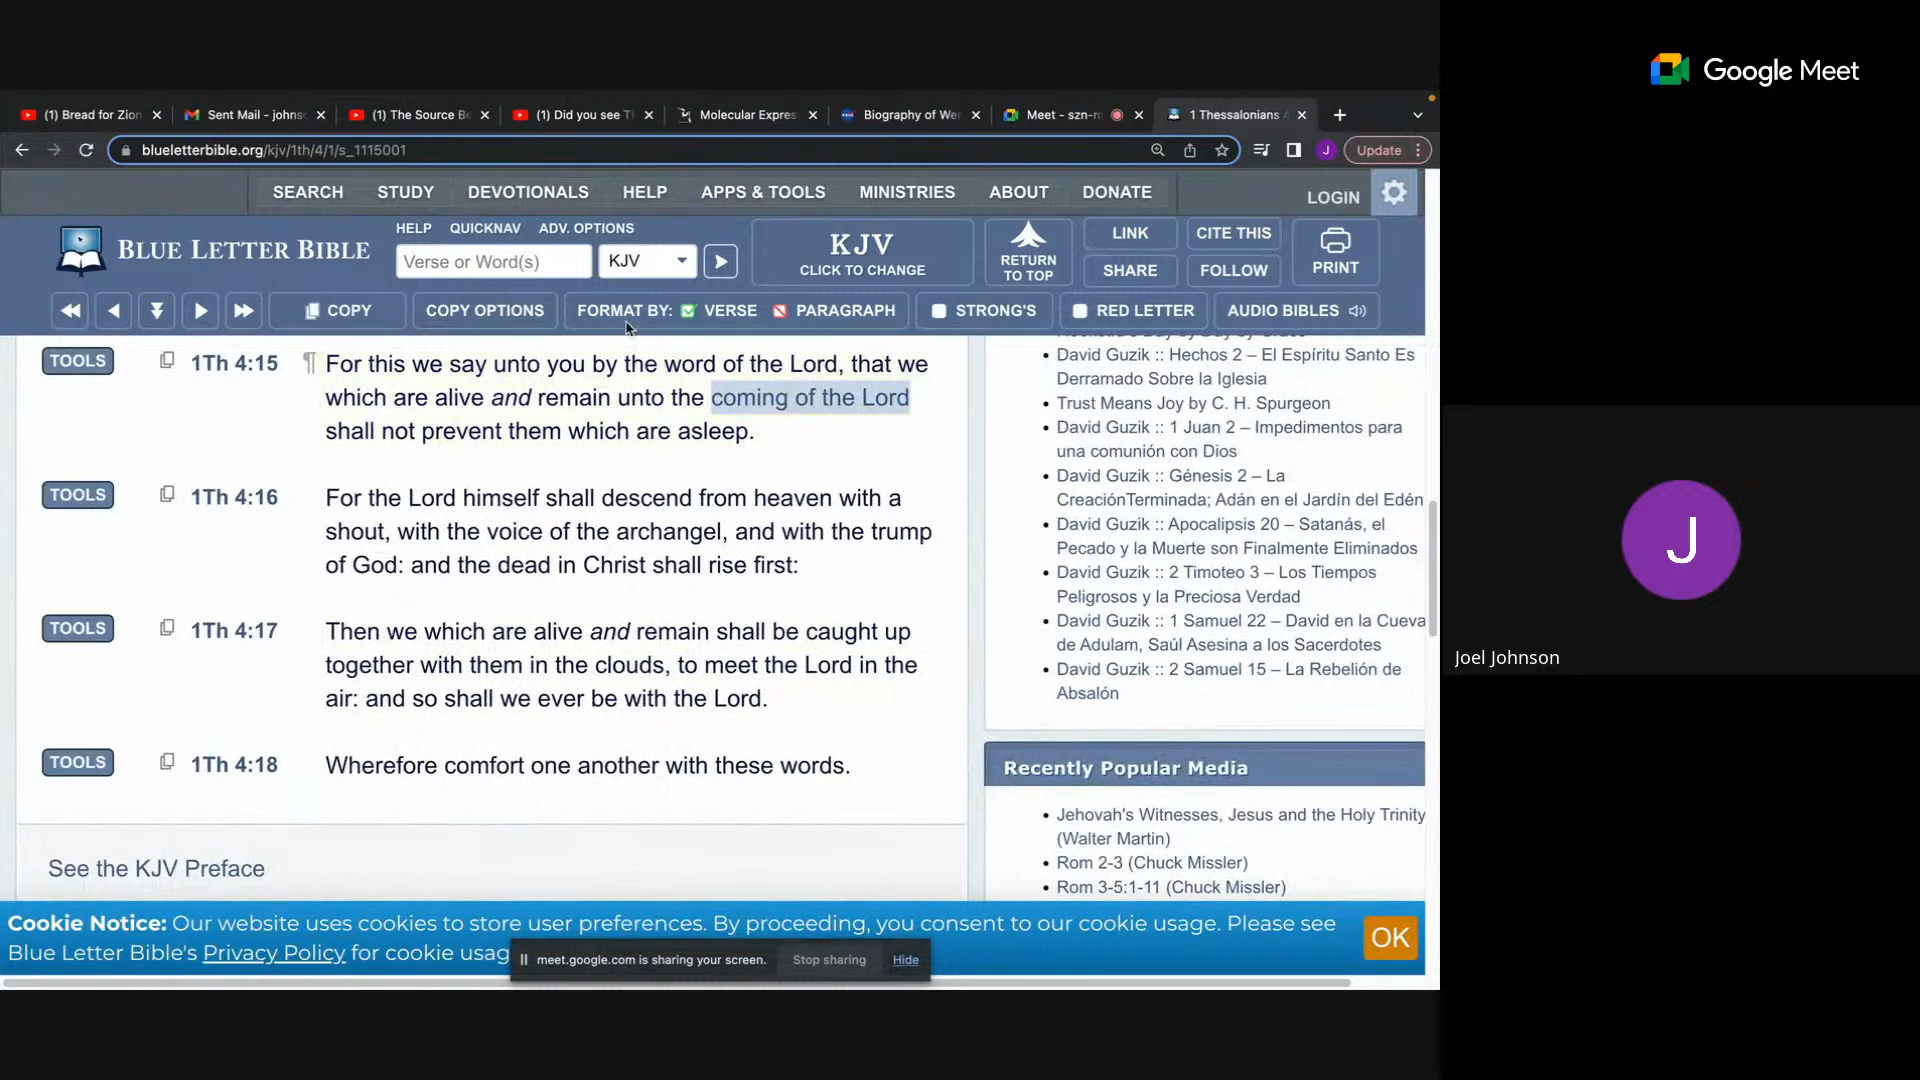 Google Meet
(1) Bread for Zion
Sent Mail - johns
(1) The Source Be
(1) Did you see T
Molecular Expres
Biography of Wer
Meet - szn-m
1 Thessalonians 4
blueletterbible.org/kjv/1th/4/1/s_1115001
J
Update
SEARCH
STUDY
DEVOTIONALS
HELP
APPS & TOOLS
MINISTRIES
ABOUT
DONATE
LOGIN
BLUE LETTER BIBLE
HELP
QUICKNAV
ADV. OPTIONS
Verse or Word(s)
KJV
KJV
CLICK TO CHANGE
RETURN
TO TOP
LINK
CITE THIS
SHARE
FOLLOW
PRINT
COPY
COPY OPTIONS
FORMAT BY:
VERSE
PARAGRAPH
STRONG'S
RED LETTER
AUDIO BIBLES
TOOLS
1Th 4:15
¶ For this we say unto you by the word of the Lord, that we
which are alive and remain unto the coming of the Lord
shall not prevent them which are asleep.
TOOLS
1Th 4:16
For the Lord himself shall descend from heaven with a
shout, with the voice of the archangel, and with the trump
of God: and the dead in Christ shall rise first:
TOOLS
1Th 4:17
Then we which are alive and remain shall be caught up
together with them in the clouds, to meet the Lord in the
air: and so shall we ever be with the Lord.
TOOLS
1Th 4:18
Wherefore comfort one another with these words.
See the KJV Preface
David Guzik :: Hechos 2 – El Espíritu Santo Es
Derramado Sobre la Iglesia
Trust Means Joy by C. H. Spurgeon
David Guzik :: 1 Juan 2 – Impedimentos para
una comunión con Dios
David Guzik :: Génesis 2 – La
CreaciónTerminada; Adán en el Jardín del Edén
David Guzik :: Apocalipsis 20 – Satanás, el
Pecado y la Muerte son Finalmente Eliminados
David Guzik :: 2 Timoteo 3 – Los Tiempos
Peligrosos y la Preciosa Verdad
David Guzik :: 1 Samuel 22 – David en la Cueva
de Adulam, Saúl Asesina a los Sacerdotes
David Guzik :: 2 Samuel 15 – La Rebelión de
Absalón
Recently Popular Media
Jehovah's Witnesses, Jesus and the Holy Trinity
(Walter Martin)
Rom 2-3 (Chuck Missler)
Rom 3-5:1-11 (Chuck Missler)
Cookie Notice: Our website uses cookies to store user preferences. By proceeding, you consent to our cookie usage. Please see
Blue Letter Bible's Privacy Policy for cookie usag
OK
meet.google.com is sharing your screen.
Stop sharing
Hide
J
Joel Johnson